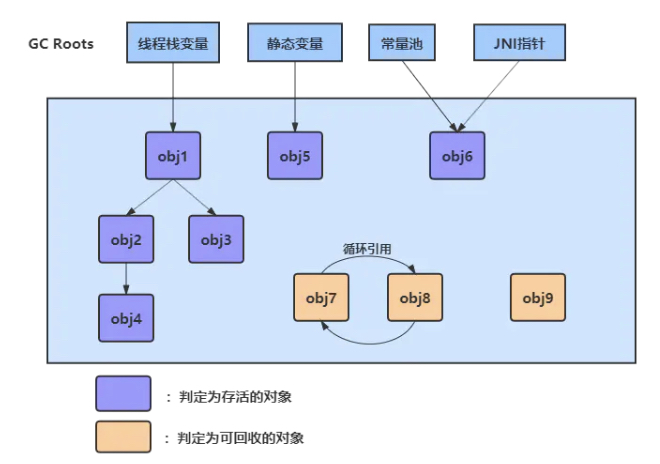 GC Roots
线程栈变量
静态变量
常量池
JNI指针
obj1
obj5
obj6
obj2
obj3
循环引用
obj7
obj8
obj9
obj4
：判定为存活的对象
：判定为可回收的对象